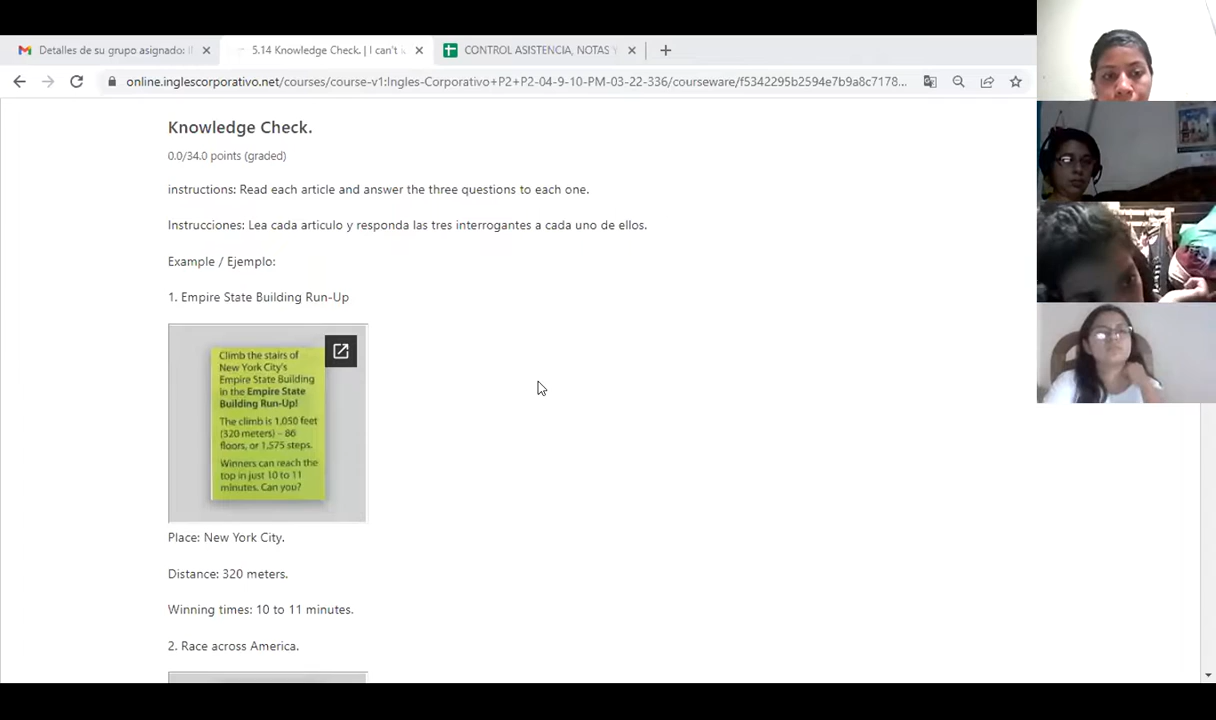 Detalles de su grupo asignado: I
5.14 Knowledge Check. | I can't
CONTROL ASISTENCIA, NOTAS Y
online.inglescorporativo.net/courses/course-v1:Ingles-Corporativo+P2+P2-04-9-10-PM-03-22-336/courseware/f5342295b2594e7b9a8c7178...
Knowledge Check.
0.0/34.0 points (graded)
instructions: Read each article and answer the three questions to each one.
Instrucciones: Lea cada articulo y responda las tres interrogantes a cada uno de ellos.
Example / Ejemplo:
1. Empire State Building Run-Up
Climb the stairs of
New York City's
Empire State Building
in the Empire State
Building Run-Up!
The climb is 1,050 feet
(320 meters) – 86
floors, or 1,575 steps.
Winners can reach the
top in just 10 to 11
minutes. Can you?
Place: New York City.
Distance: 320 meters.
Winning times: 10 to 11 minutes.
2. Race across America.